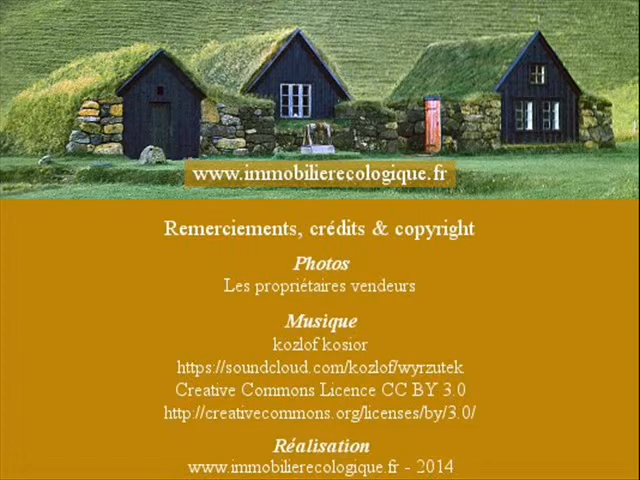 www.immobilierecologique.fr
Remerciements, crédits & copyright
Photos
Les propriétaires vendeurs
Musique
kozlof kosior
https://soundcloud.com/kozlof/wyrzutek
Creative Commons Licence CC BY 3.0
http://creativecommons.org/licenses/by/3.0/
Réalisation
www.immobilierecologique.fr - 2014